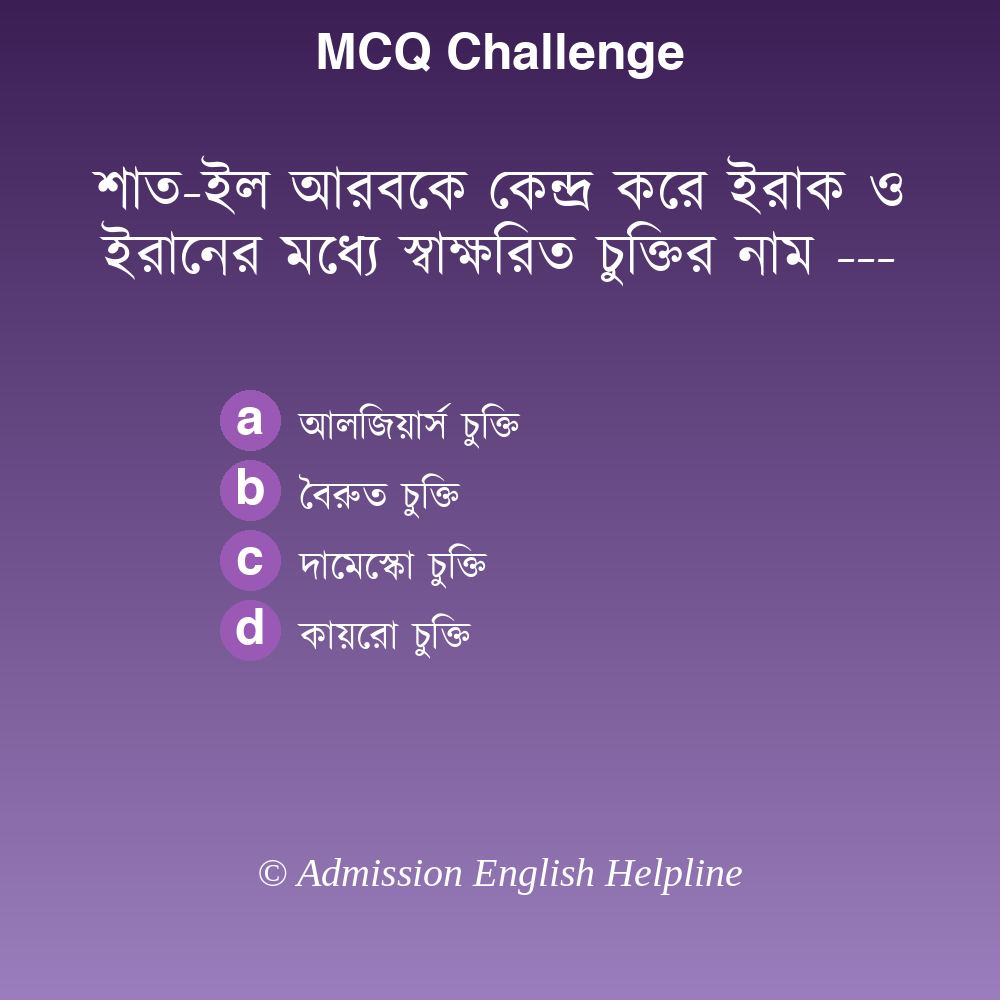 MCQ Challenge
শাত-ইল আরবকে কেন্দ্র করে ইরাক ও
ইরানের মধ্যে স্বাক্ষরিত চুক্তির নাম ---
a আলজিয়ার্স চুক্তি
b বৈরুত চুক্তি
c দামেস্কো চুক্তি
d কায়রো চুক্তি
© Admission English Helpline